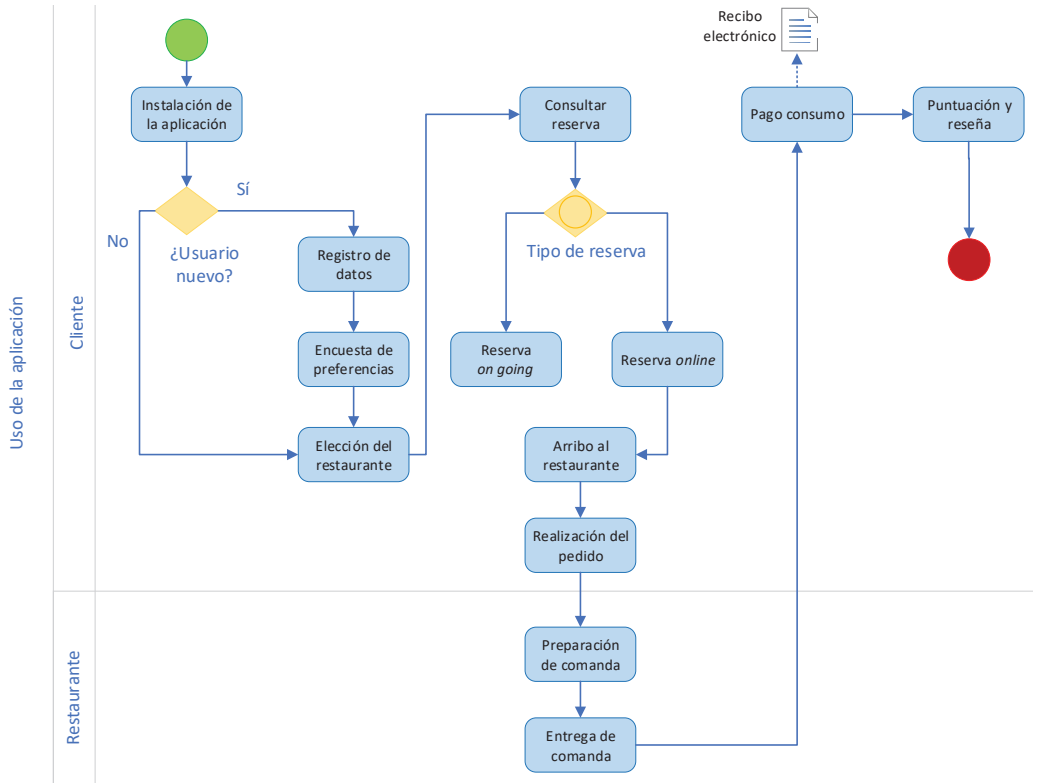 Uso de la aplicación
Cliente
Instalación de
la aplicación
Sí
No
¿Usuario
nuevo?
Registro de
datos
Encuesta de
preferencias
Elección del
restaurante
Consultar
reserva
Tipo de reserva
Reserva
on going
Reserva online
Arribo al
restaurante
Realización del
pedido
Recibo
electrónico
Pago consumo
Puntuación y
reseña
Restaurante
Preparación
de comanda
Entrega de
comanda